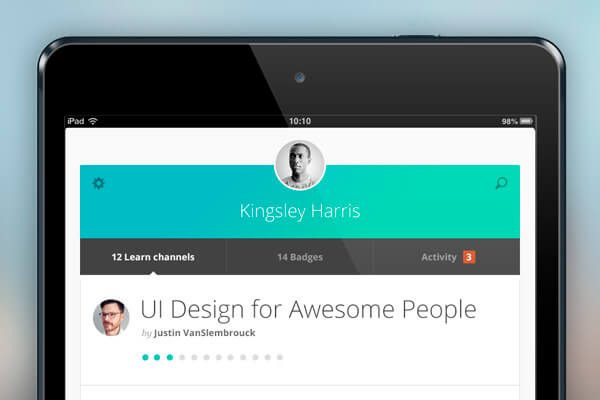 iPad 10:10 98%
Kingsley Harris
12 Learn channels 14 Badges Activity 3
UI Design for Awesome People
by Justin VanSlembrouck